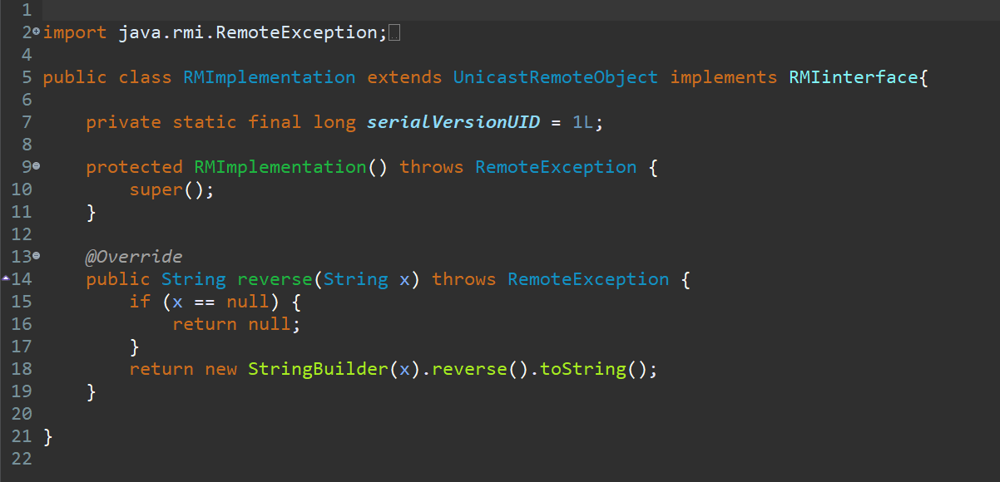 1
2 import java.rmi.RemoteException;
4
5 public class RMImplementation extends UnicastRemoteObject implements RMIinterface{
6
7     private static final long serialVersionUID = 1L;
8
9     protected RMImplementation() throws RemoteException {
10         super();
11     }
12
13     @Override
14     public String reverse(String x) throws RemoteException {
15         if (x == null) {
16             return null;
17         }
18         return new StringBuilder(x).reverse().toString();
19     }
20
21 }
22